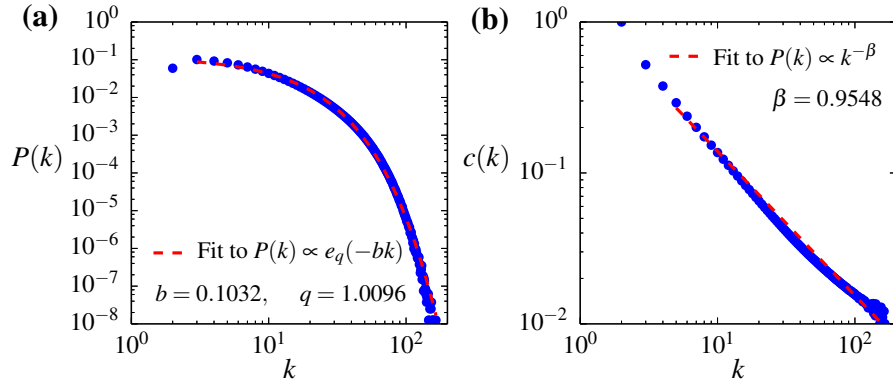 (a)
10^0
10^-1
10^-2
10^-3
10^-4
10^-5
10^-6
10^-7
10^-8
P(k)
Fit to P(k) ∝ e_q(−bk)
b = 0.1032, q = 1.0096
10^0 10^1 10^2
k
(b)
10^0
10^-1
10^-2
c(k)
Fit to P(k) ∝ k^−β
β = 0.9548
10^0 10^1 10^2
k